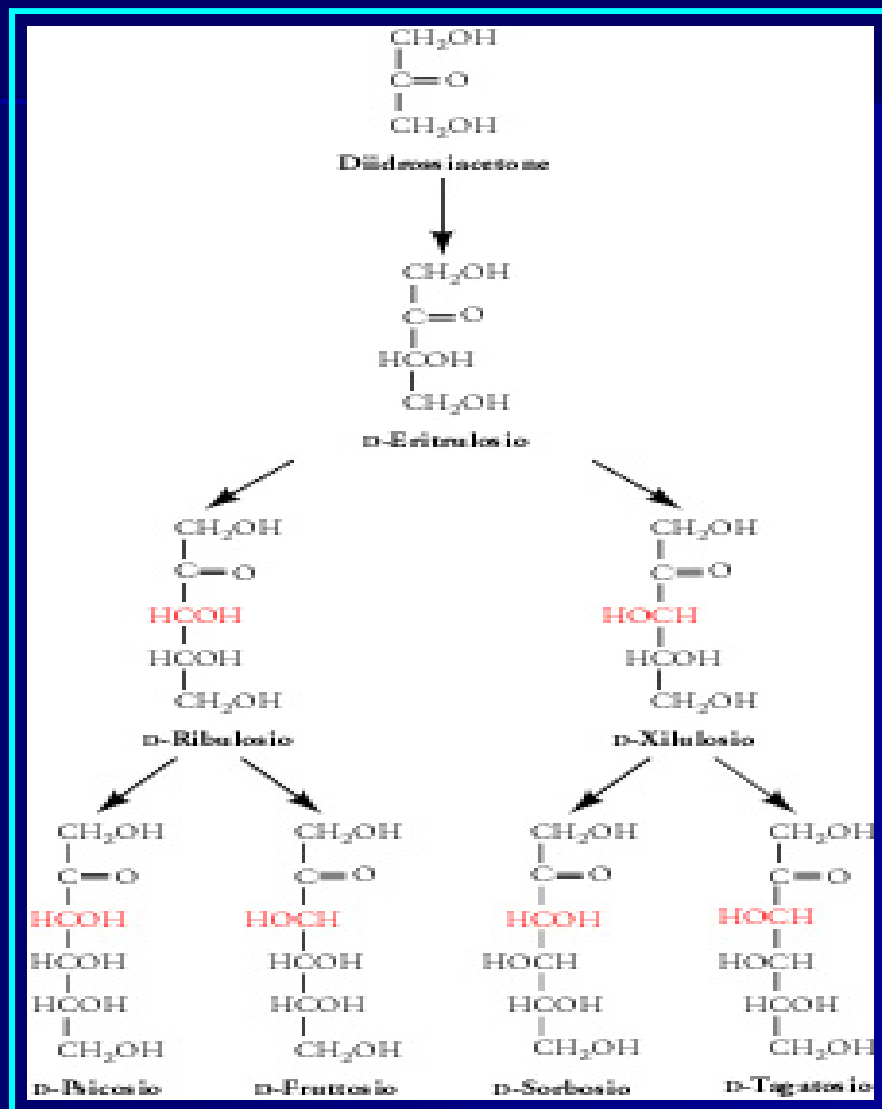 CH₂OH
C=O
CH₂OH
Diidrossiacetone
CH₂OH
C=O
HCOH
CH₂OH
D-Eritrulosio
CH₂OH
C=O
HCOH
HCOH
CH₂OH
D-Ribulosio
CH₂OH
C=O
HOCH
HCOH
CH₂OH
D-Xilulosio
CH₂OH
C=O
HCOH
HCOH
HCOH
CH₂OH
D-Psicosio
CH₂OH
C=O
HOCH
HCOH
HCOH
CH₂OH
D-Fruttosio
CH₂OH
C=O
HCOH
HOCH
HCOH
CH₂OH
D-Sorbosio
CH₂OH
C=O
HOCH
HOCH
HCOH
CH₂OH
D-Tagatosio